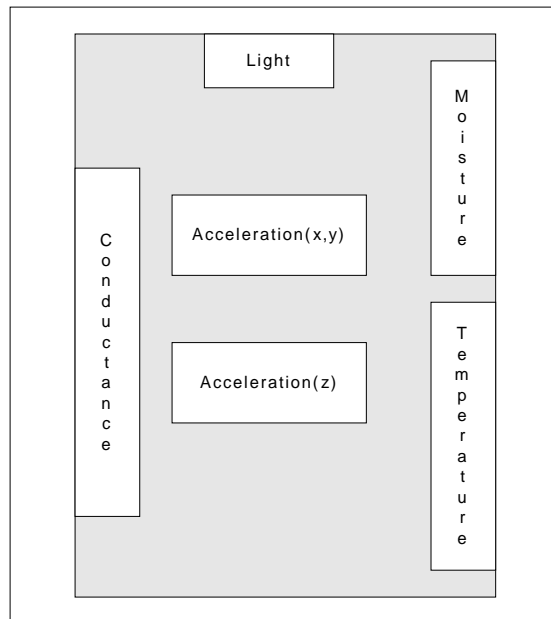 Light
Moisture
Conductance
Acceleration(x,y)
Acceleration(z)
Temperature